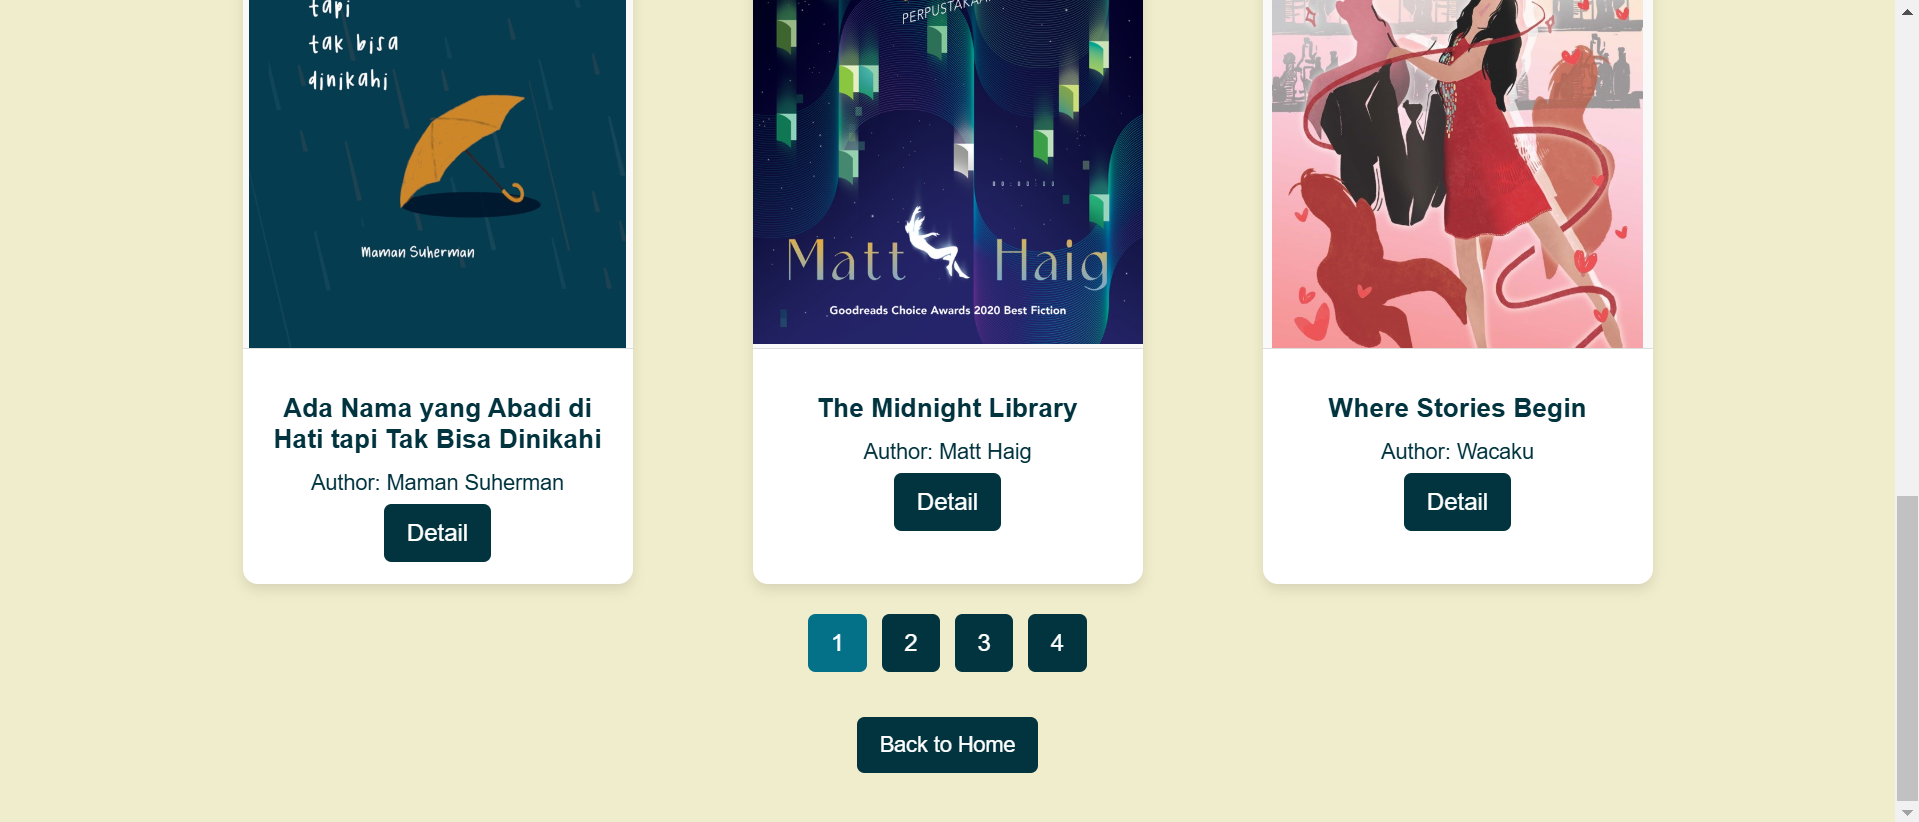 tapi
tak bisa
dinikahi
Maman Suherman
Matt Haig
Goodreads Choice Awards 2020 Best Fiction
Ada Nama yang Abadi di
Hati tapi Tak Bisa Dinikahi
Author: Maman Suherman
Detail
The Midnight Library
Author: Matt Haig
Detail
Where Stories Begin
Author: Wacaku
Detail
1 2 3 4
Back to Home